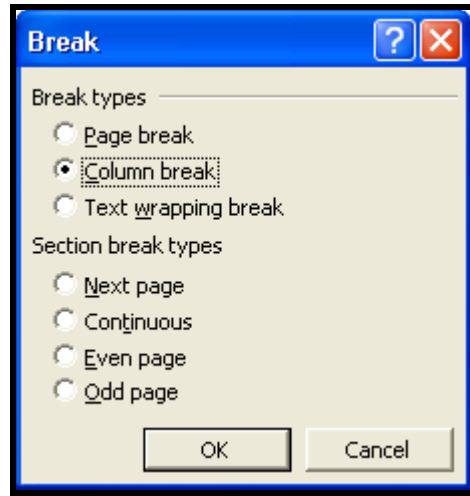 Break
Break types
Page break
Column break
Text wrapping break
Section break types
Next page
Continuous
Even page
Odd page
OK Cancel